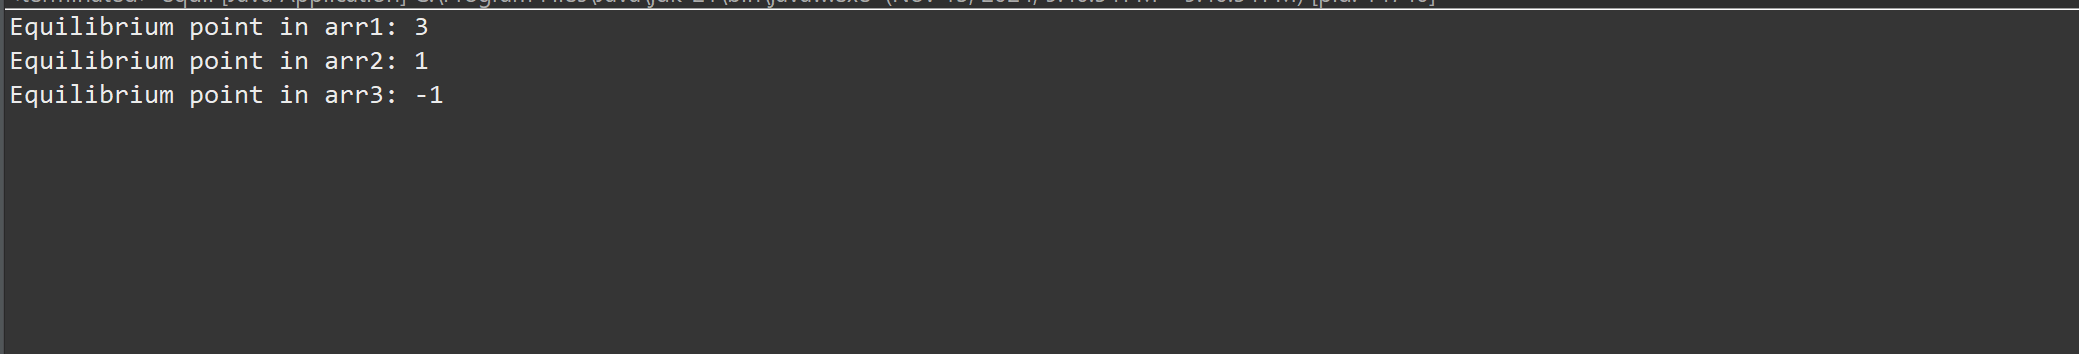 Equilibrium point in arr1: 3
Equilibrium point in arr2: 1
Equilibrium point in arr3: -1